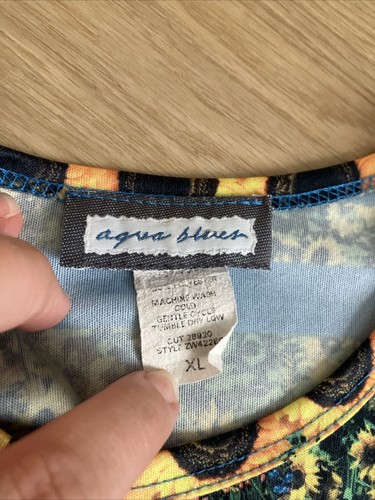 aqua blues
MACHINE WASH
COLD
GENTLE CYCLE
TUMBLE DRY LOW
CUT 28920
XL